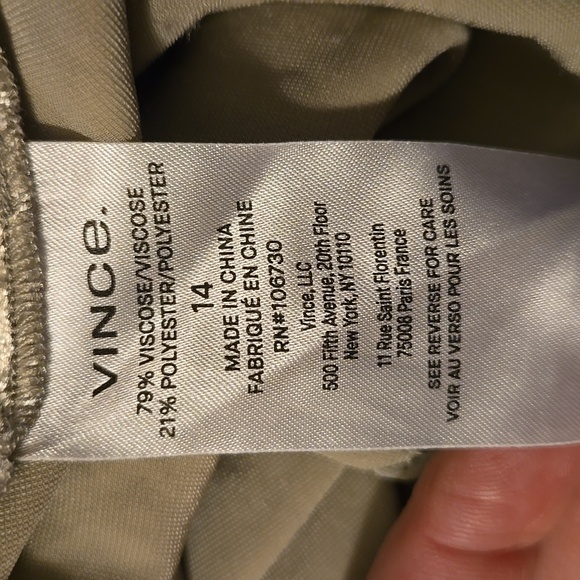 VINCE.
79% VISCOSE/VISCOSE
21% POLYESTER/POLYESTER
14
MADE IN CHINA
FABRIQUÉ EN CHINE
RN#106730
Vince, LLC
500 Fifth Avenue, 20th Floor
New York, NY 10110
11 Rue Saint Florentin
75008 Paris France
SEE REVERSE FOR CARE
VOIR AU VERSO POUR LES SOINS